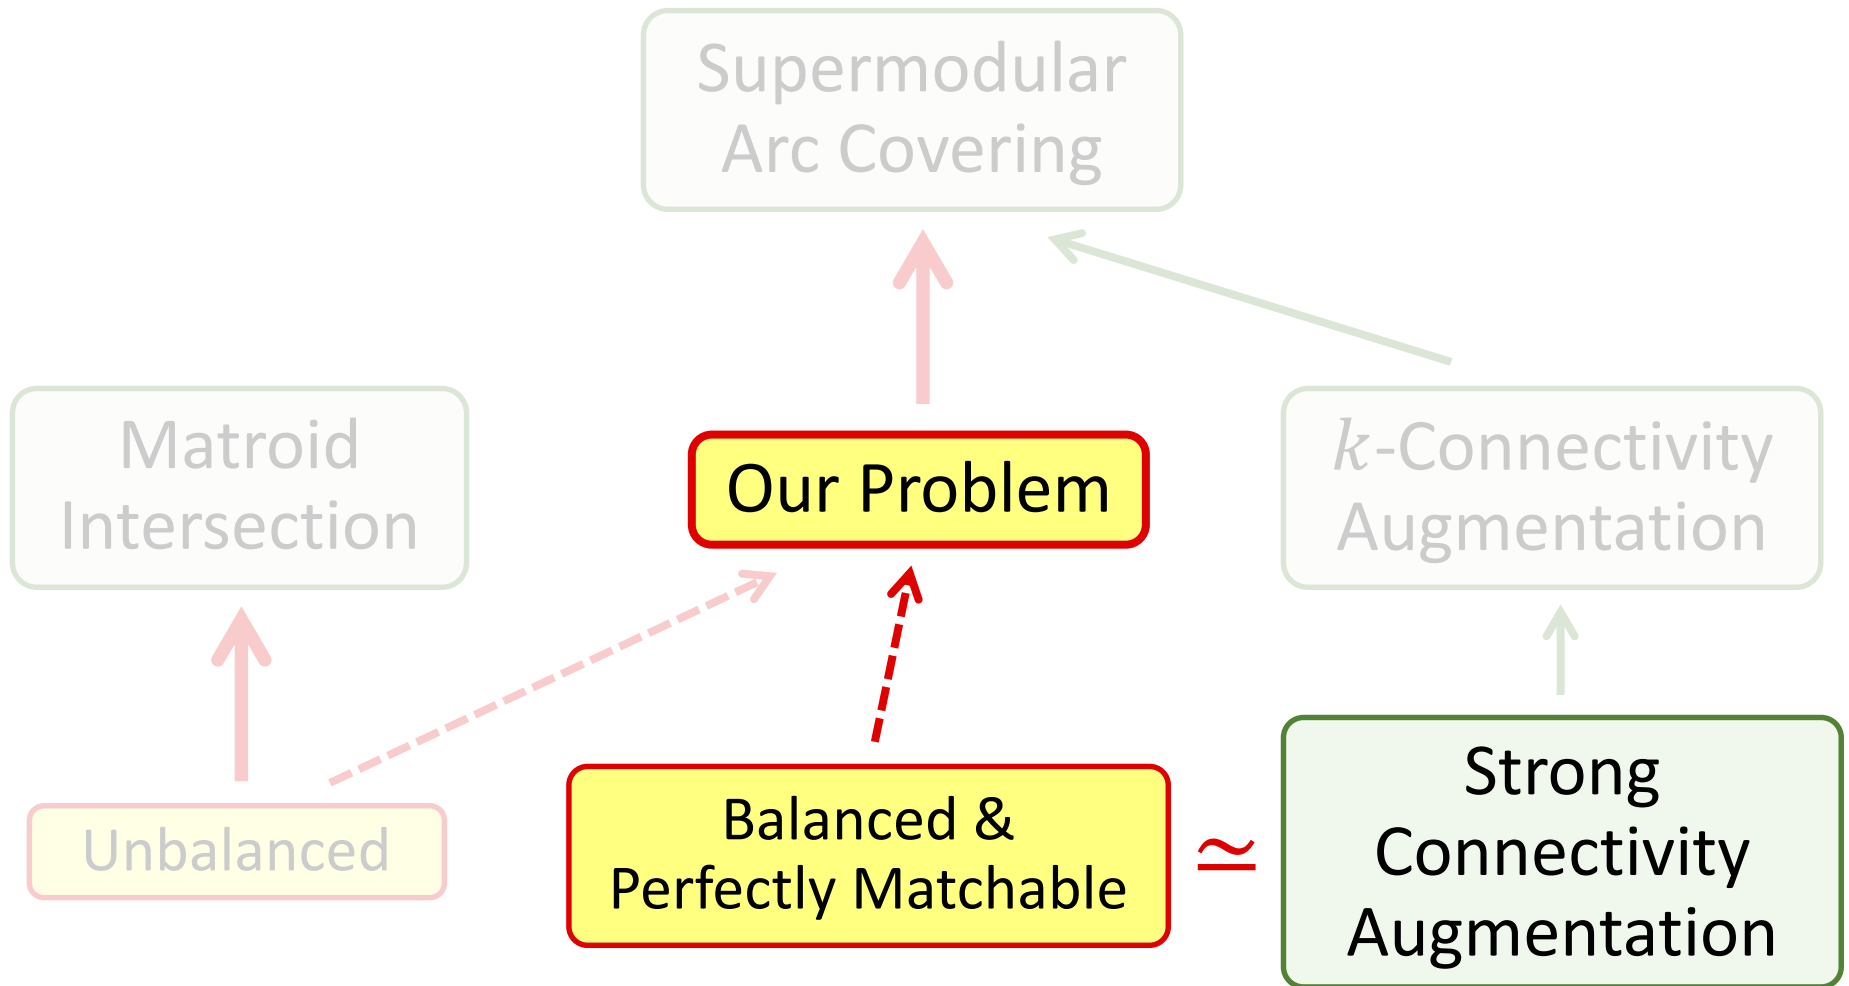 Supermodular
Arc Covering
Matroid
Intersection
Our Problem
k-Connectivity
Augmentation
Unbalanced
Balanced &
Perfectly Matchable
≃
Strong
Connectivity
Augmentation